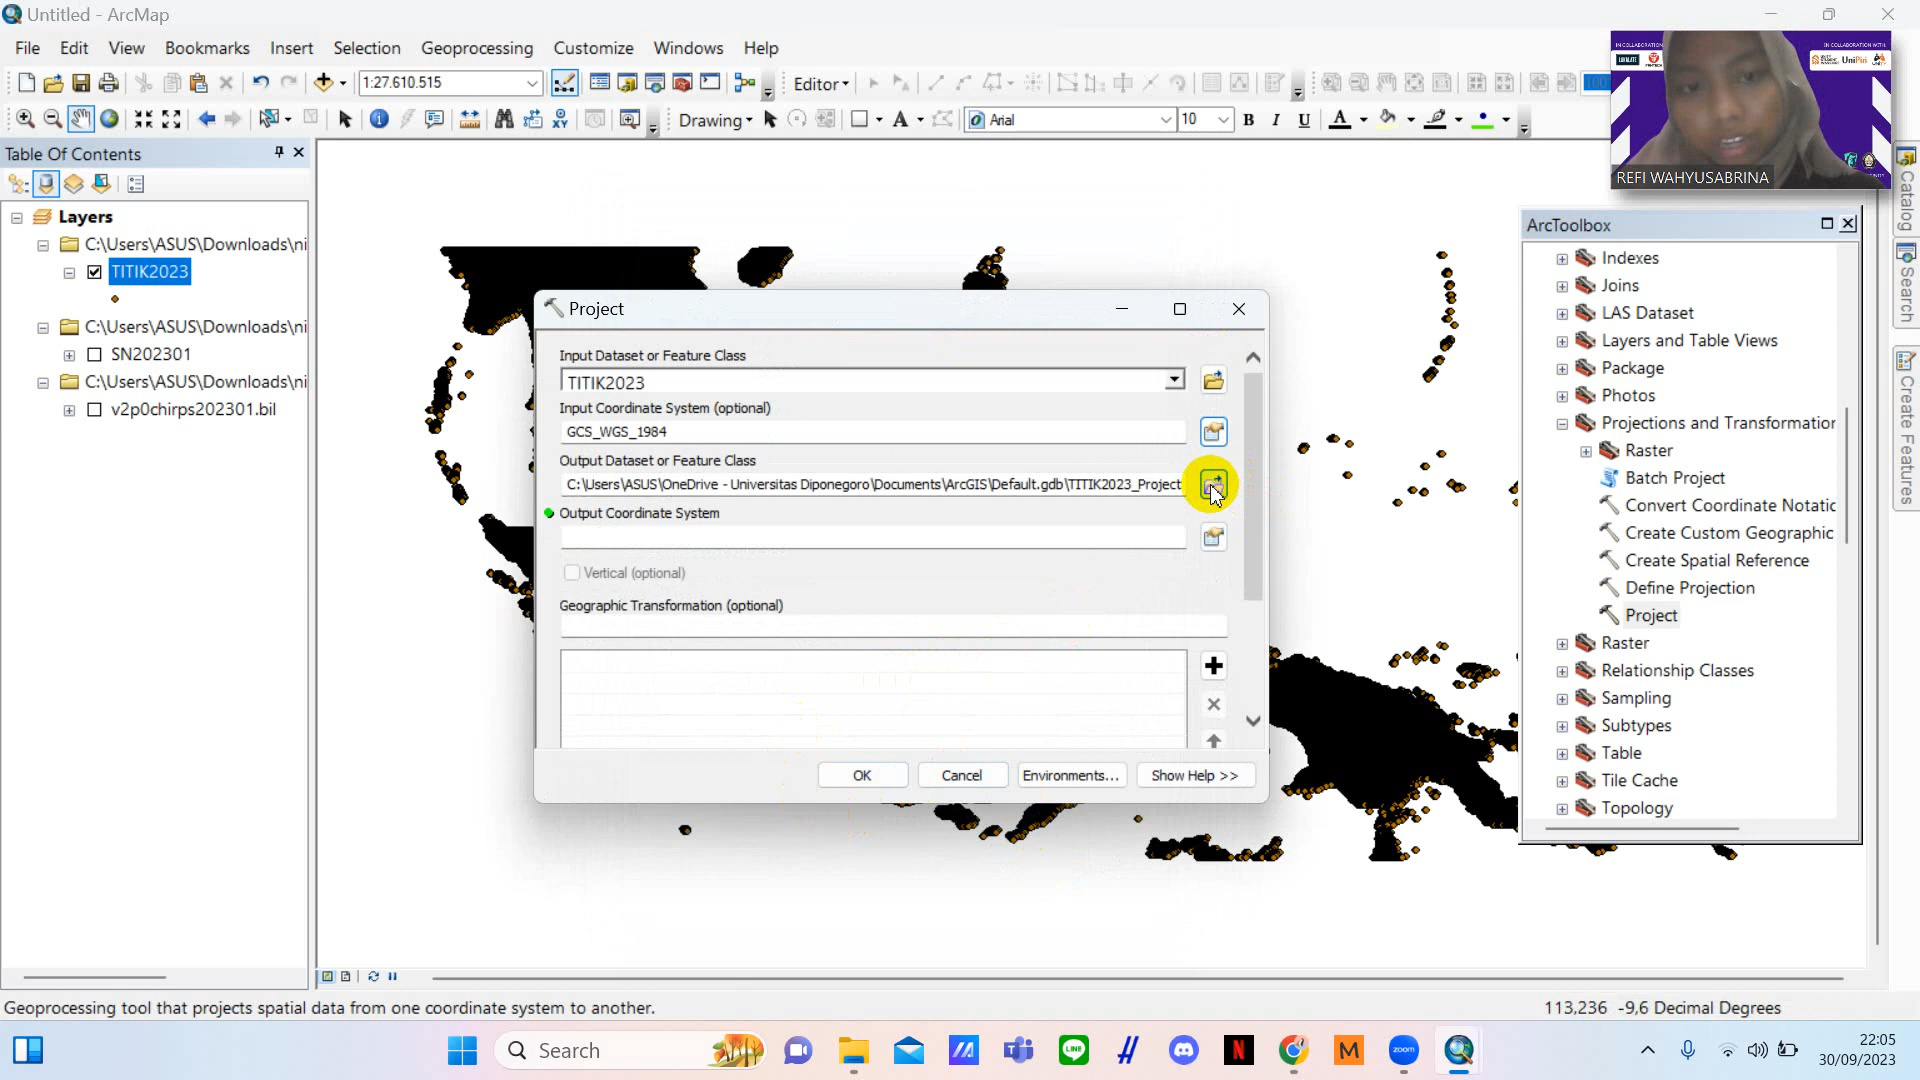 Untitled - ArcMap
File Edit View Bookmarks Insert Selection Geoprocessing Customize Windows Help
1:27.610.515
Editor
Drawing
Arial
10
B I U A
IN COLLABORATION WITH
UniPin
REFI WAHYUSABRINA
Table Of Contents
Layers
C:\Users\ASUS\Downloads\ni
TITIK2023
C:\Users\ASUS\Downloads\ni
SN202301
C:\Users\ASUS\Downloads\ni
v2p0chirps202301.bil
Project
Input Dataset or Feature Class
TITIK2023
Input Coordinate System (optional)
GCS_WGS_1984
Output Dataset or Feature Class
C:\Users\ASUS\OneDrive - Universitas Diponegoro\Documents\ArcGIS\Default.gdb\TITIK2023_Project
Output Coordinate System
Vertical (optional)
Geographic Transformation (optional)
OK
Cancel
Environments...
Show Help >>
ArcToolbox
Indexes
Joins
LAS Dataset
Layers and Table Views
Package
Photos
Projections and Transformation
Raster
Batch Project
Convert Coordinate Notatic
Create Custom Geographic
Create Spatial Reference
Define Projection
Project
Raster
Relationship Classes
Sampling
Subtypes
Table
Tile Cache
Topology
Catalog
Search
Create Features
Geoprocessing tool that projects spatial data from one coordinate system to another.
113,236 -9,6 Decimal Degrees
Search
LINE
N
M
zoom
22:05
30/09/2023